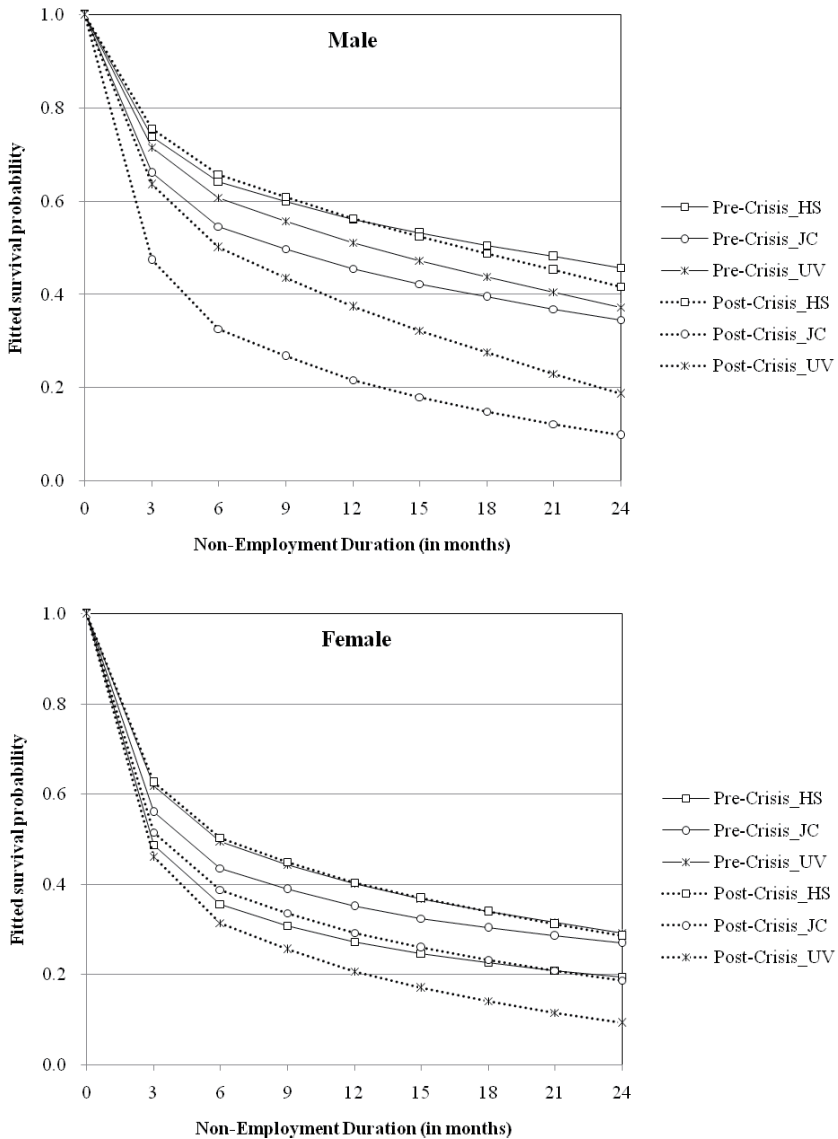 Male
Fitted survival probability
1.0
0.8
0.6
0.4
0.2
0.0
0 3 6 9 12 15 18 21 24
Non-Employment Duration (in months)
Pre-Crisis_HS
Pre-Crisis_JC
Pre-Crisis_UV
Post-Crisis_HS
Post-Crisis_JC
Post-Crisis_UV
Female
Fitted survival probability
1.0
0.8
0.6
0.4
0.2
0.0
0 3 6 9 12 15 18 21 24
Non-Employment Duration (in months)
Pre-Crisis_HS
Pre-Crisis_JC
Pre-Crisis_UV
Post-Crisis_HS
Post-Crisis_JC
Post-Crisis_UV